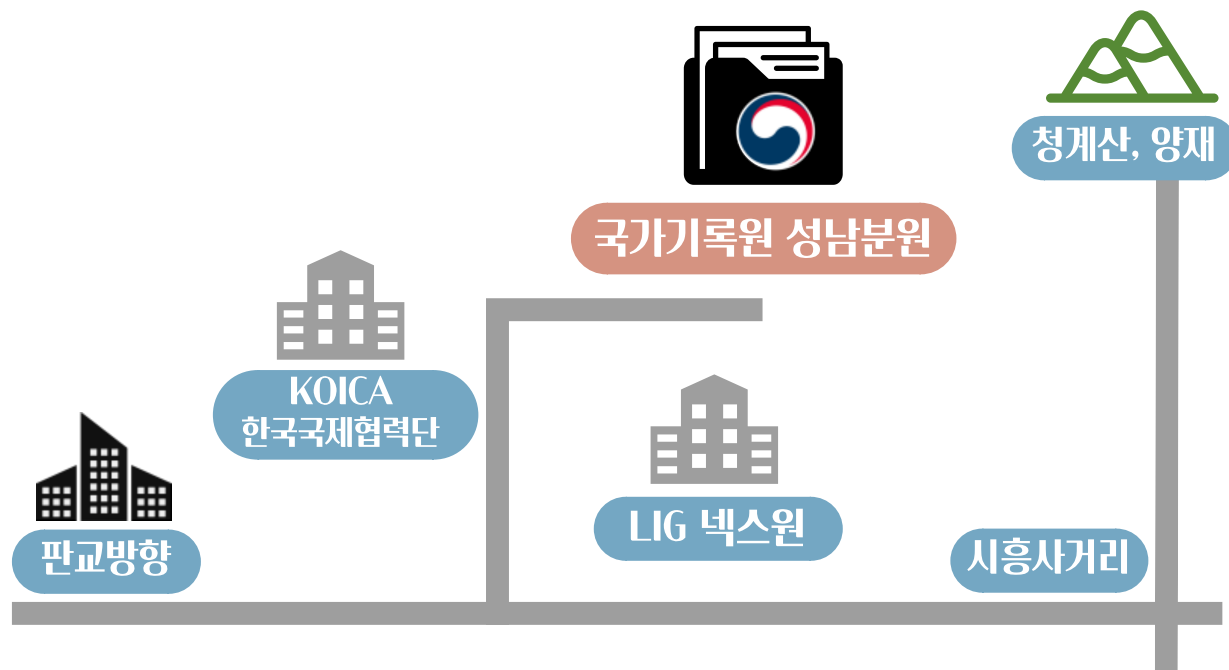 청계산, 양재
국가기록원 성남분원
KOICA
한국국제협력단
LIG 넥스원
판교방향
시흥사거리